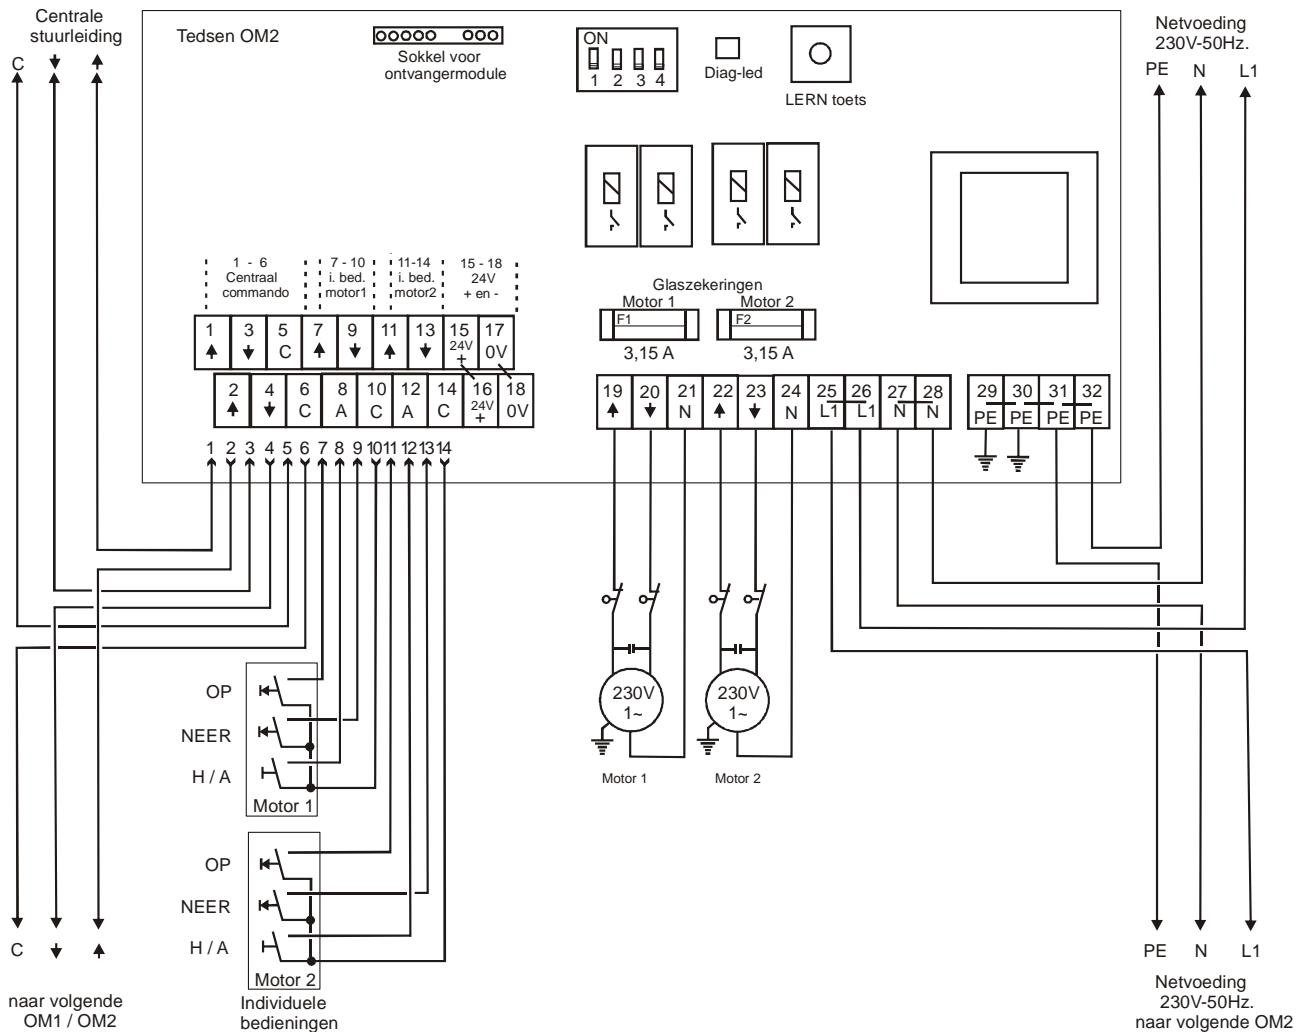 Centrale
stuurleiding
C
Tedsen OM2
Sokkel voor
ontvangermodule
ON
1 2 3 4
Diag-led
LERN toets
Netvoeding
230V-50Hz.
PE N L1
1 - 6
Centraal
commando
7 - 10
i. bed.
motor1
11-14
i. bed.
motor2
15 - 18
24V
+ en -
Glaszekeringen
Motor 1 Motor 2
F1 F2
3,15 A 3,15 A
1 3 5 7 9 11 13 15 17
C 24V + 0V
2 4 6 8 10 12 14 16 18
C A C A C 24V + 0V
1 2 3 4 5 6 7 8 9 10 11 12 13 14
19 20 21 22 23 24 25 26 27 28
N N L1 L1 N N
29 30 31 32
PE PE PE PE
230V
1~
230V
1~
Motor 1 Motor 2
OP
NEER
H / A
Motor 1
OP
NEER
H / A
Motor 2
Individuele
bedieningen
C
naar volgende
OM1 / OM2
PE N L1
Netvoeding
230V-50Hz.
naar volgende OM2